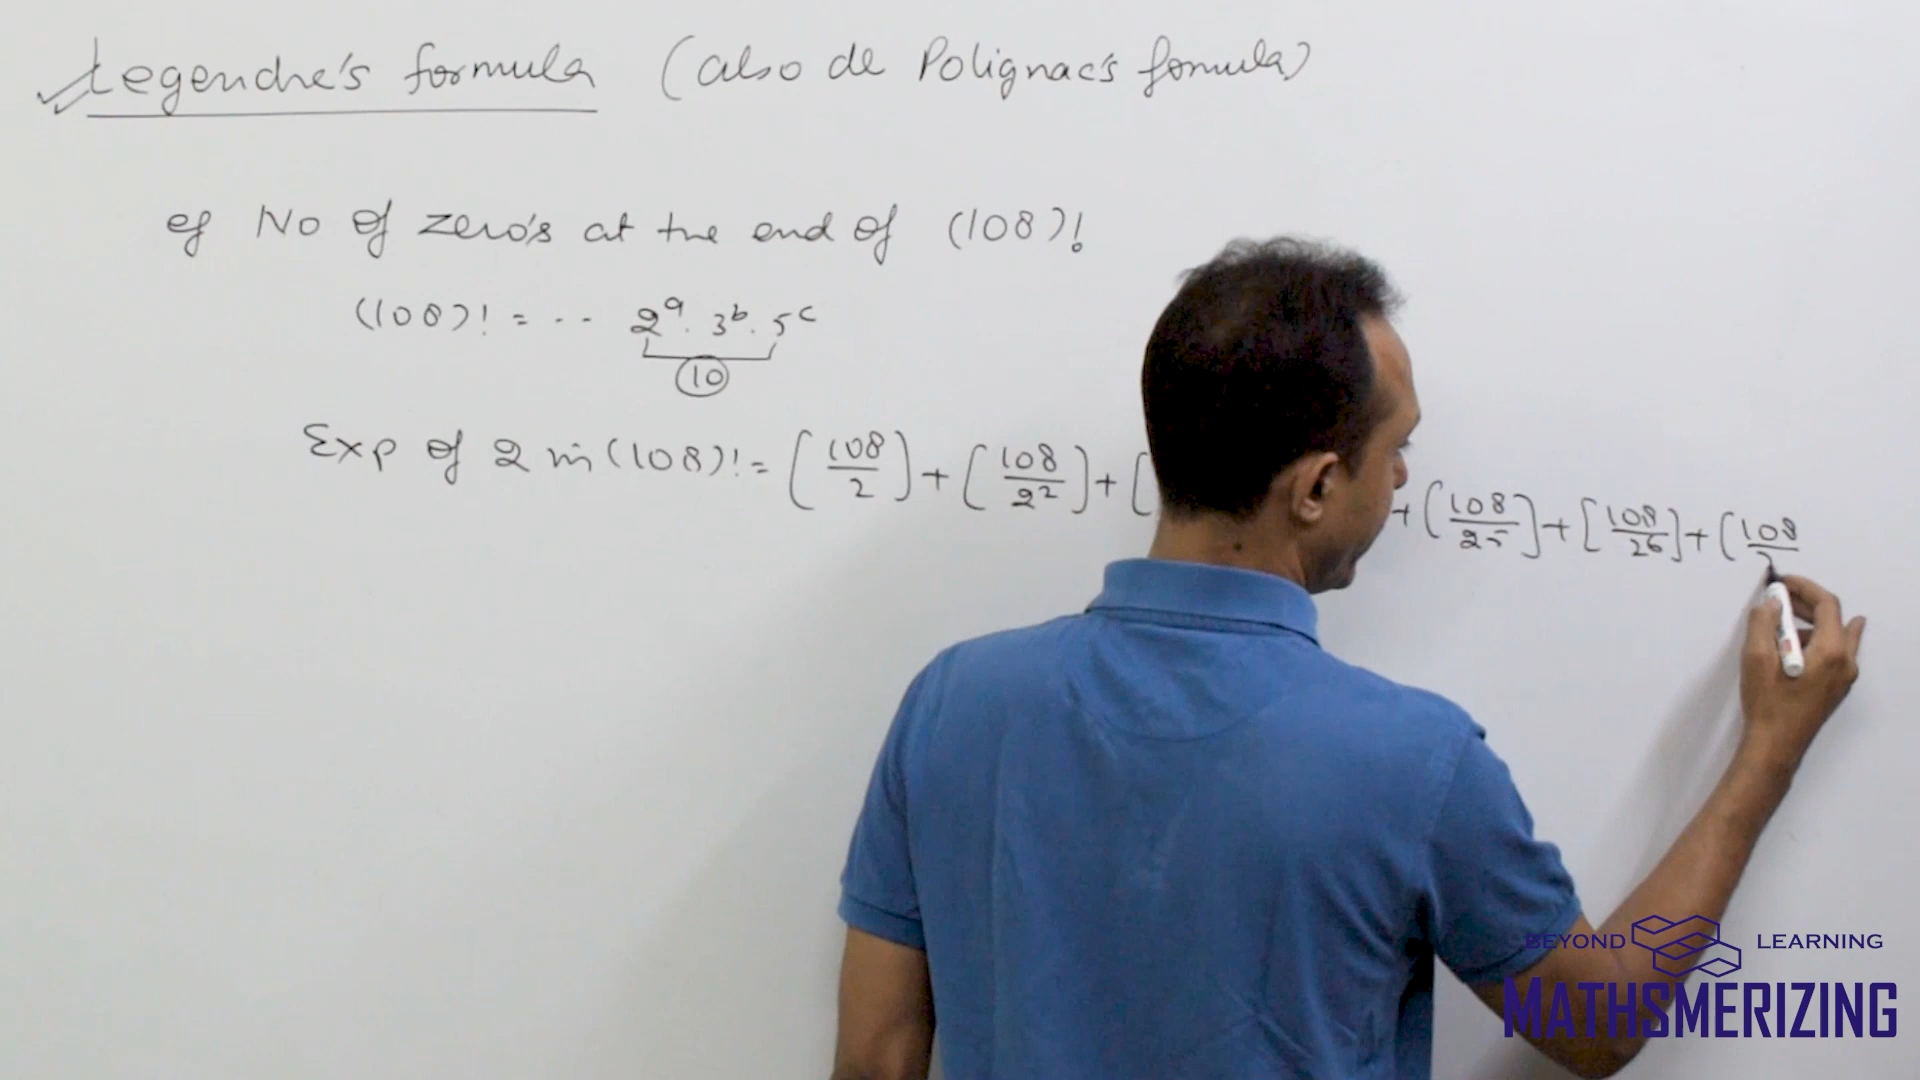 Legendre's formula (also de Polignac's formula)
eg No of zero's at the end of (108)!
(108)! = -- 2^a. 3^b. 5^c
10
Exp of 2 in (108)! = [108/2] + [108/2^2] + [ + [108/2^5] + [108/2^6] + [108/2
BEYOND LEARNING
MATHSMERIZING